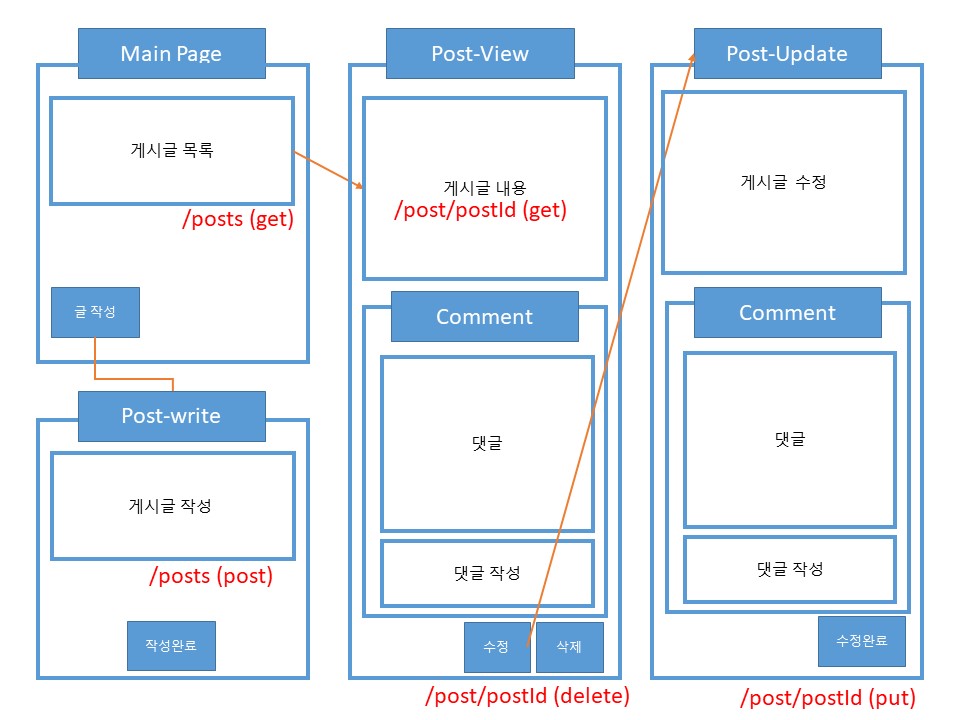 Main Page
게시글 목록
/posts (get)
글 작성
Post-write
게시글 작성
/posts (post)
작성완료
Post-View
게시글 내용
/post/postId (get)
Comment
댓글
댓글 작성
수정
삭제
/post/postId (delete)
Post-Update
게시글 수정
Comment
댓글
댓글 작성
수정완료
/post/postId (put)